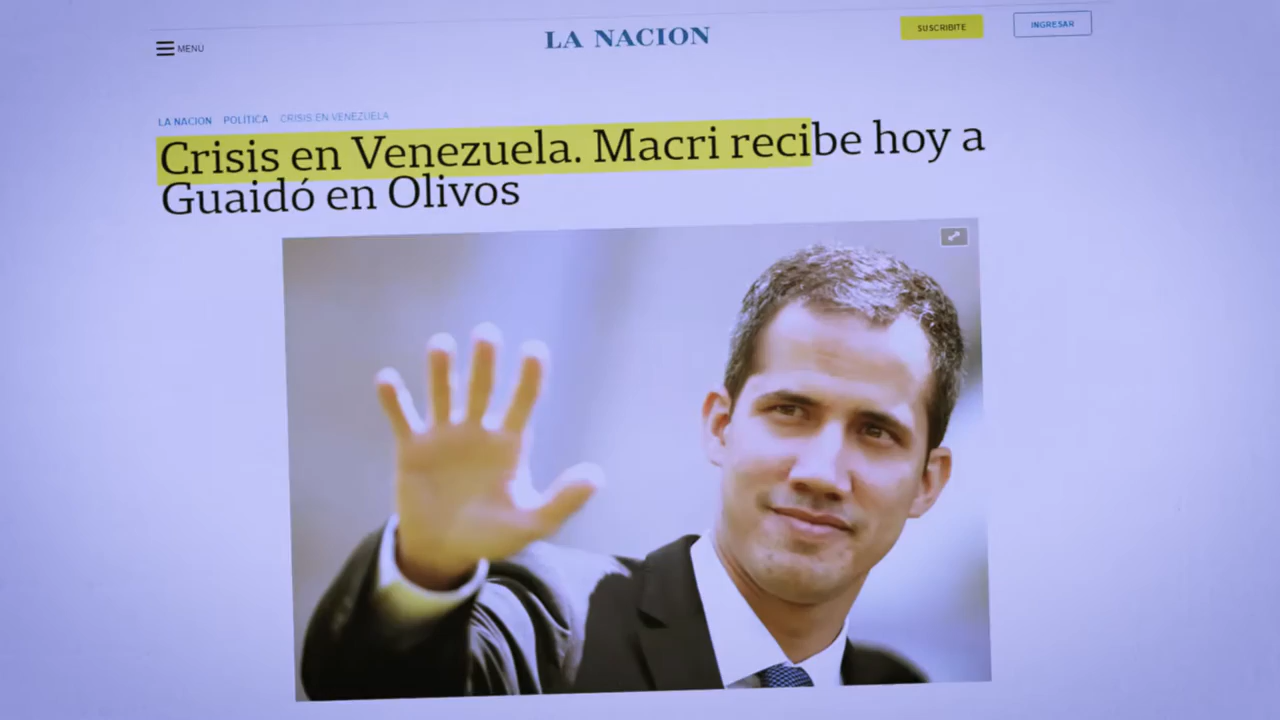 MENÚ
LA NACION
SUSCRIBITE
INGRESAR
LA NACION POLÍTICA CRISIS EN VENEZUELA
Crisis en Venezuela. Macri recibe hoy a
Guaidó en Olivos